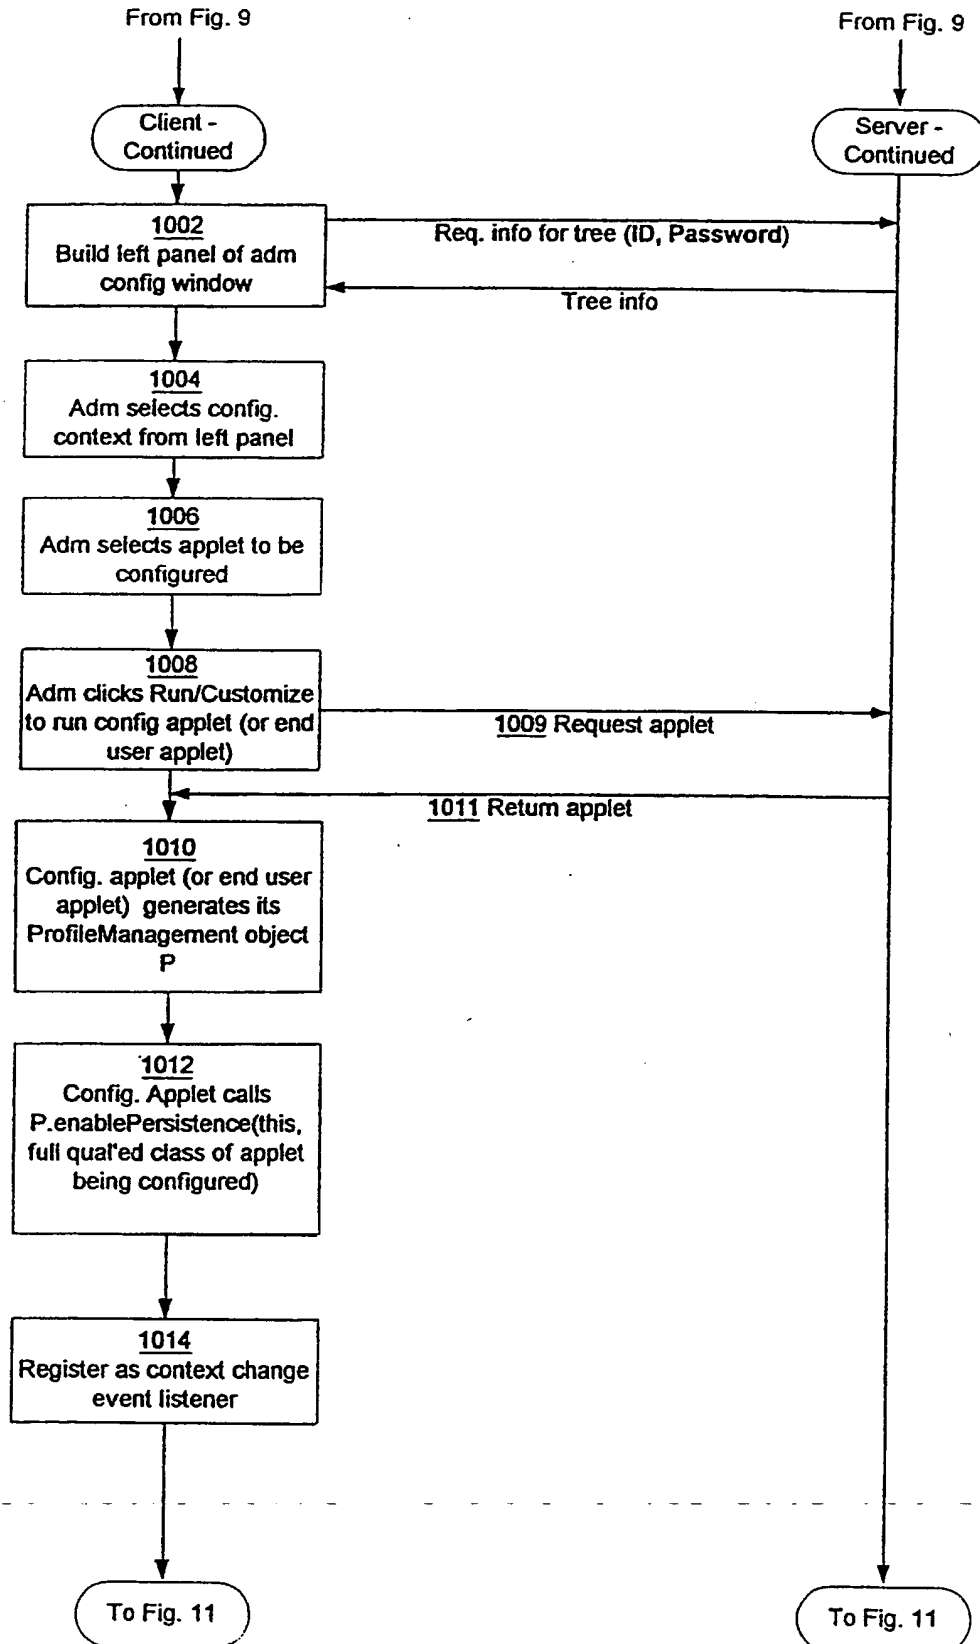 From Fig. 9
From Fig. 9
Client -
Continued
Server -
Continued
1002
Build left panel of adm
config window
Req. info for tree (ID, Password)
Tree info
1004
Adm selects config.
context from left panel
1006
Adm selects applet to be
configured
1008
Adm clicks Run/Customize
to run config applet (or end
user applet)
1009 Request applet
1011 Return applet
1010
Config. applet (or end user
applet) generates its
ProfileManagement object
P
1012
Config. Applet calls
P.enablePersistence(this,
full qual'ed class of applet
being configured)
1014
Register as context change
event listener
To Fig. 11
To Fig. 11